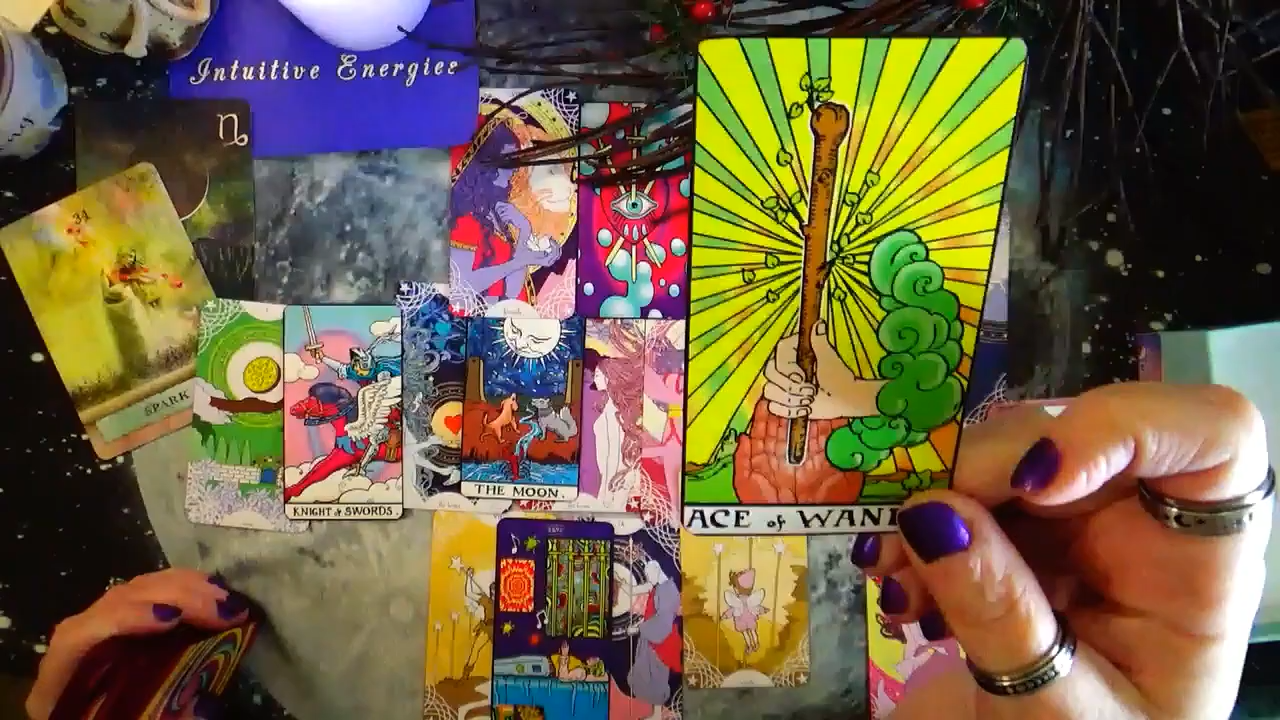 Intuitive Energies
34
SPARK
KNIGHT of SWORDS
THE MOON.
ACE of WAN